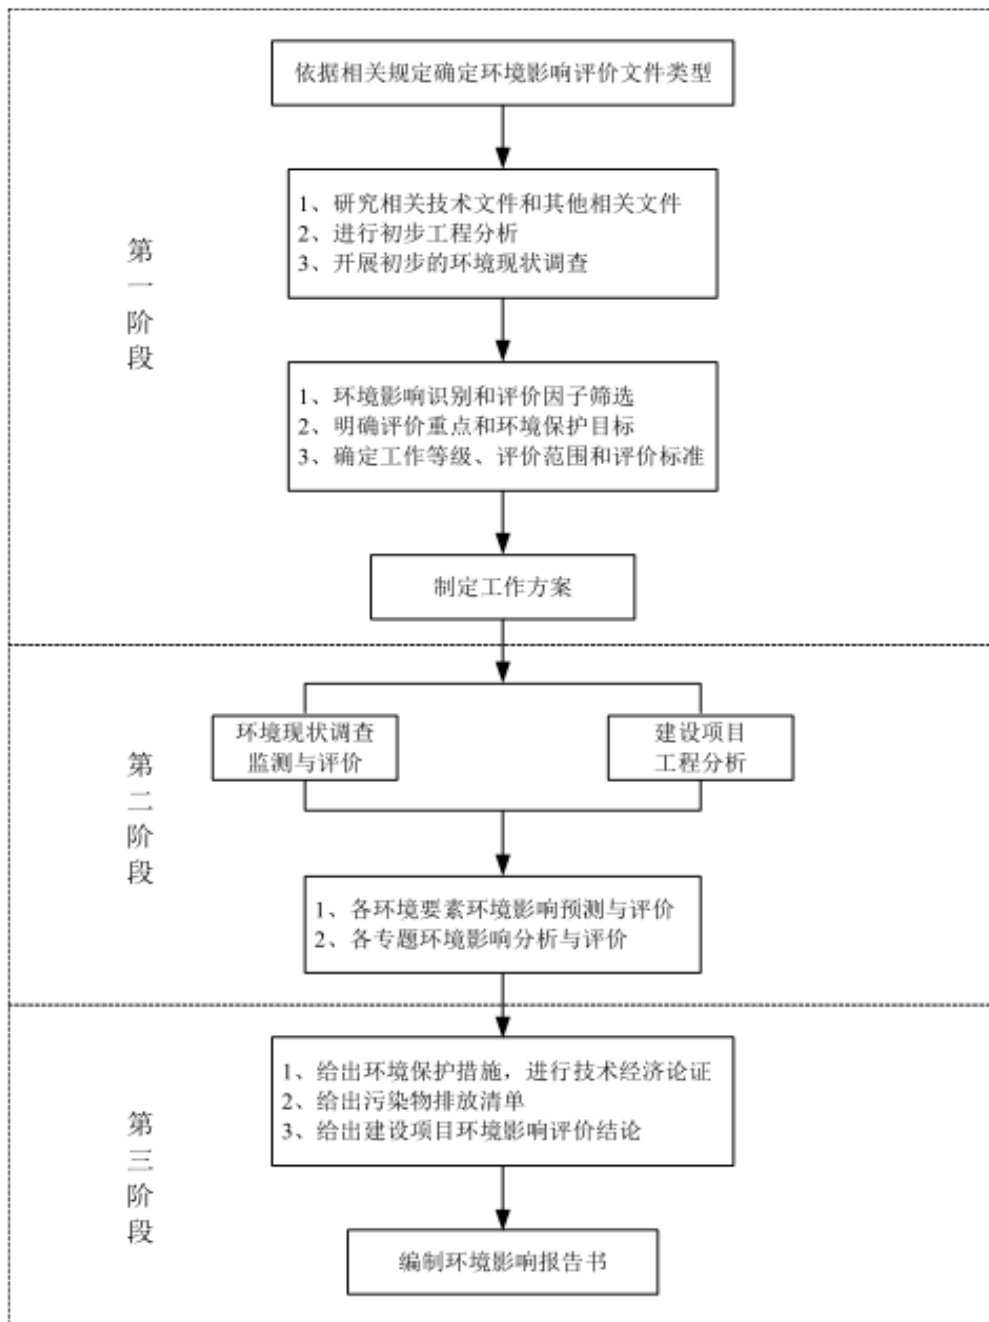 依据相关规定确定环境影响评价文件类型
1、研究相关技术文件和其他相关文件
2、进行初步工程分析
3、开展初步的环境现状调查
第一阶段
1、环境影响识别和评价因子筛选
2、明确评价重点和环境保护目标
3、确定工作等级、评价范围和评价标准
制定工作方案
环境现状调查
监测与评价
建设项目
工程分析
第二阶段
1、各环境要素环境影响预测与评价
2、各专题环境影响分析与评价
1、给出环境保护措施，进行技术经济论证
2、给出污染物排放清单
3、给出建设项目环境影响评价结论
第三阶段
编制环境影响报告书